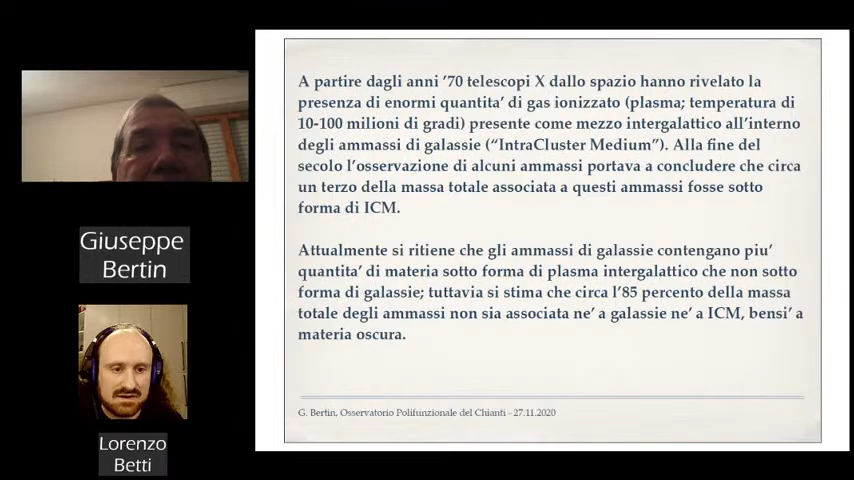 A partire dagli anni ’70 telescopi X dallo spazio hanno rivelato la
presenza di enormi quantita’ di gas ionizzato (plasma; temperatura di
10-100 milioni di gradi) presente come mezzo intergalattico all’interno
degli ammassi di galassie (“IntraCluster Medium”). Alla fine del
secolo l’osservazione di alcuni ammassi portava a concludere che circa
un terzo della massa totale associata a questi ammassi fosse sotto
forma di ICM.
Attualmente si ritiene che gli ammassi di galassie contengano piu’
quantita’ di materia sotto forma di plasma intergalattico che non sotto
forma di galassie; tuttavia si stima che circa l’85 percento della massa
totale degli ammassi non sia associata ne’ a galassie ne’ a ICM, bensi’ a
materia oscura.
G. Bertin, Osservatorio Polifunzionale del Chianti - 27.11.2020
Giuseppe
Bertin
Lorenzo
Betti